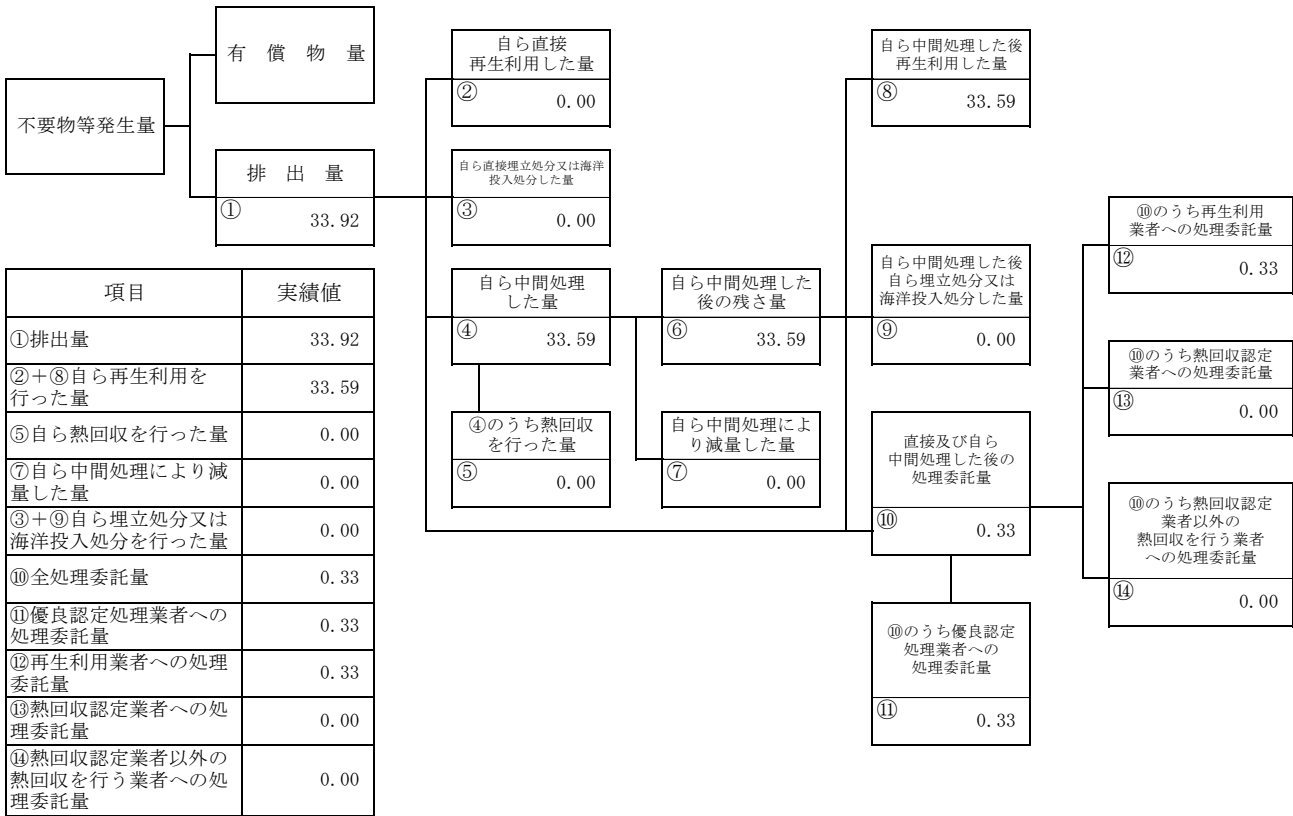 不要物等発生量
有 償 物 量
排 出 量
① 33.92
自ら直接
再生利用した量
② 0.00
自ら直接埋立処分又は海洋
投入処分した量
③ 0.00
自ら中間処理
した量
④ 33.59
④のうち熱回収
を行った量
⑤ 0.00
自ら中間処理した
後の残さ量
⑥ 33.59
自ら中間処理によ
り減量した量
⑦ 0.00
自ら中間処理した後
再生利用した量
⑧ 33.59
自ら中間処理した後
自ら埋立処分又は
海洋投入処分した量
⑨ 0.00
直接及び自ら
中間処理した後の
処理委託量
⑩ 0.33
⑩のうち優良認定
処理業者への
処理委託量
⑪ 0.33
⑩のうち再生利用
業者への処理委託量
⑫ 0.33
⑩のうち熱回収認定
業者への処理委託量
⑬ 0.00
⑩のうち熱回収認定
業者以外の
熱回収を行う業者
への処理委託量
⑭ 0.00
項目 実績値
①排出量 33.92
②+⑧自ら再生利用を
行った量 33.59
⑤自ら熱回収を行った量 0.00
⑦自ら中間処理により減
量した量 0.00
③+⑨自ら埋立処分又は
海洋投入処分を行った量 0.00
⑩全処理委託量 0.33
⑪優良認定処理業者への
処理委託量 0.33
⑫再生利用業者への処理
委託量 0.33
⑬熱回収認定業者への処
理委託量 0.00
⑭熱回収認定業者以外の
熱回収を行う業者への処
理委託量 0.00